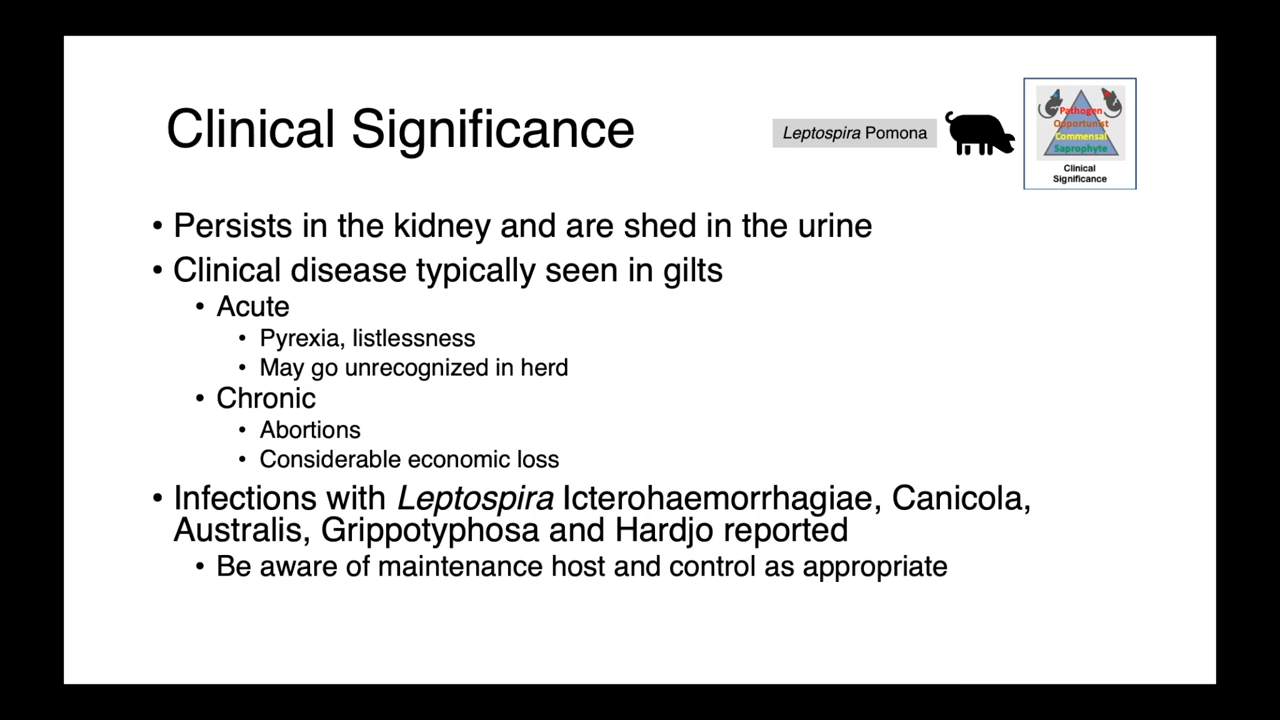 Clinical Significance
Leptospira Pomona
Pathogen
Opportunist
Commensal
Saprophyte
Clinical
Significance
• Persists in the kidney and are shed in the urine
• Clinical disease typically seen in gilts
• Acute
• Pyrexia, listlessness
• May go unrecognized in herd
• Chronic
• Abortions
• Considerable economic loss
• Infections with Leptospira Icterohaemorrhagiae, Canicola,
Australis, Grippotyphosa and Hardjo reported
• Be aware of maintenance host and control as appropriate